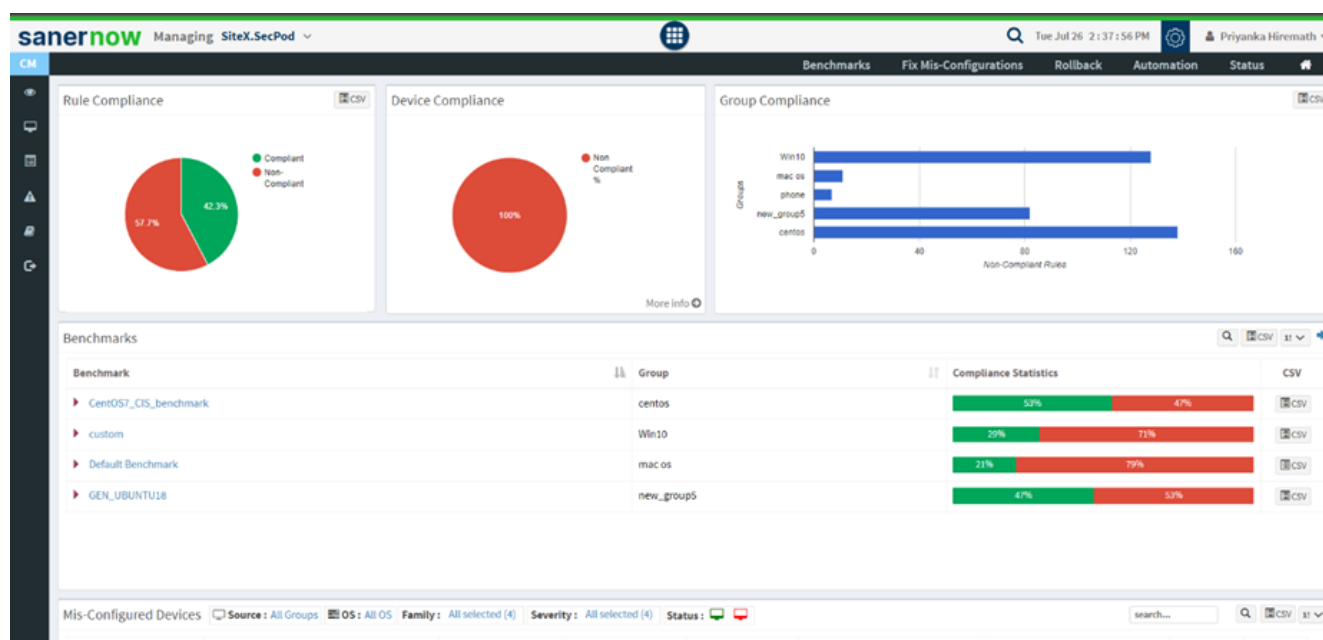 sanernow Managing SiteX.SecPod Tue Jul 26 2:37:56 PM Priyanka Hiremath
CM Benchmarks Fix Mis-Configurations Rollback Automation Status
Rule Compliance CSV
Compliant
Non-
Compliant
42.3%
57.7%
Device Compliance
Non
Compliant
%
100%
More info
Group Compliance CSV
Groups
Win10
mac os
phone
new_group5
centos
0 40 80 120 160
Non-Compliant Rules
Benchmarks CSV
Benchmark Group Compliance Statistics CSV
CentOS7_CIS_benchmark centos 53% 47% CSV
custom Win10 29% 71% CSV
Default Benchmark mac os 21% 79% CSV
GEN_UBUNTU18 new_group5 47% 53% CSV
Mis-Configured Devices Source : All Groups OS : All OS Family : All selected (4) Severity : All selected (4) Status : search... CSV